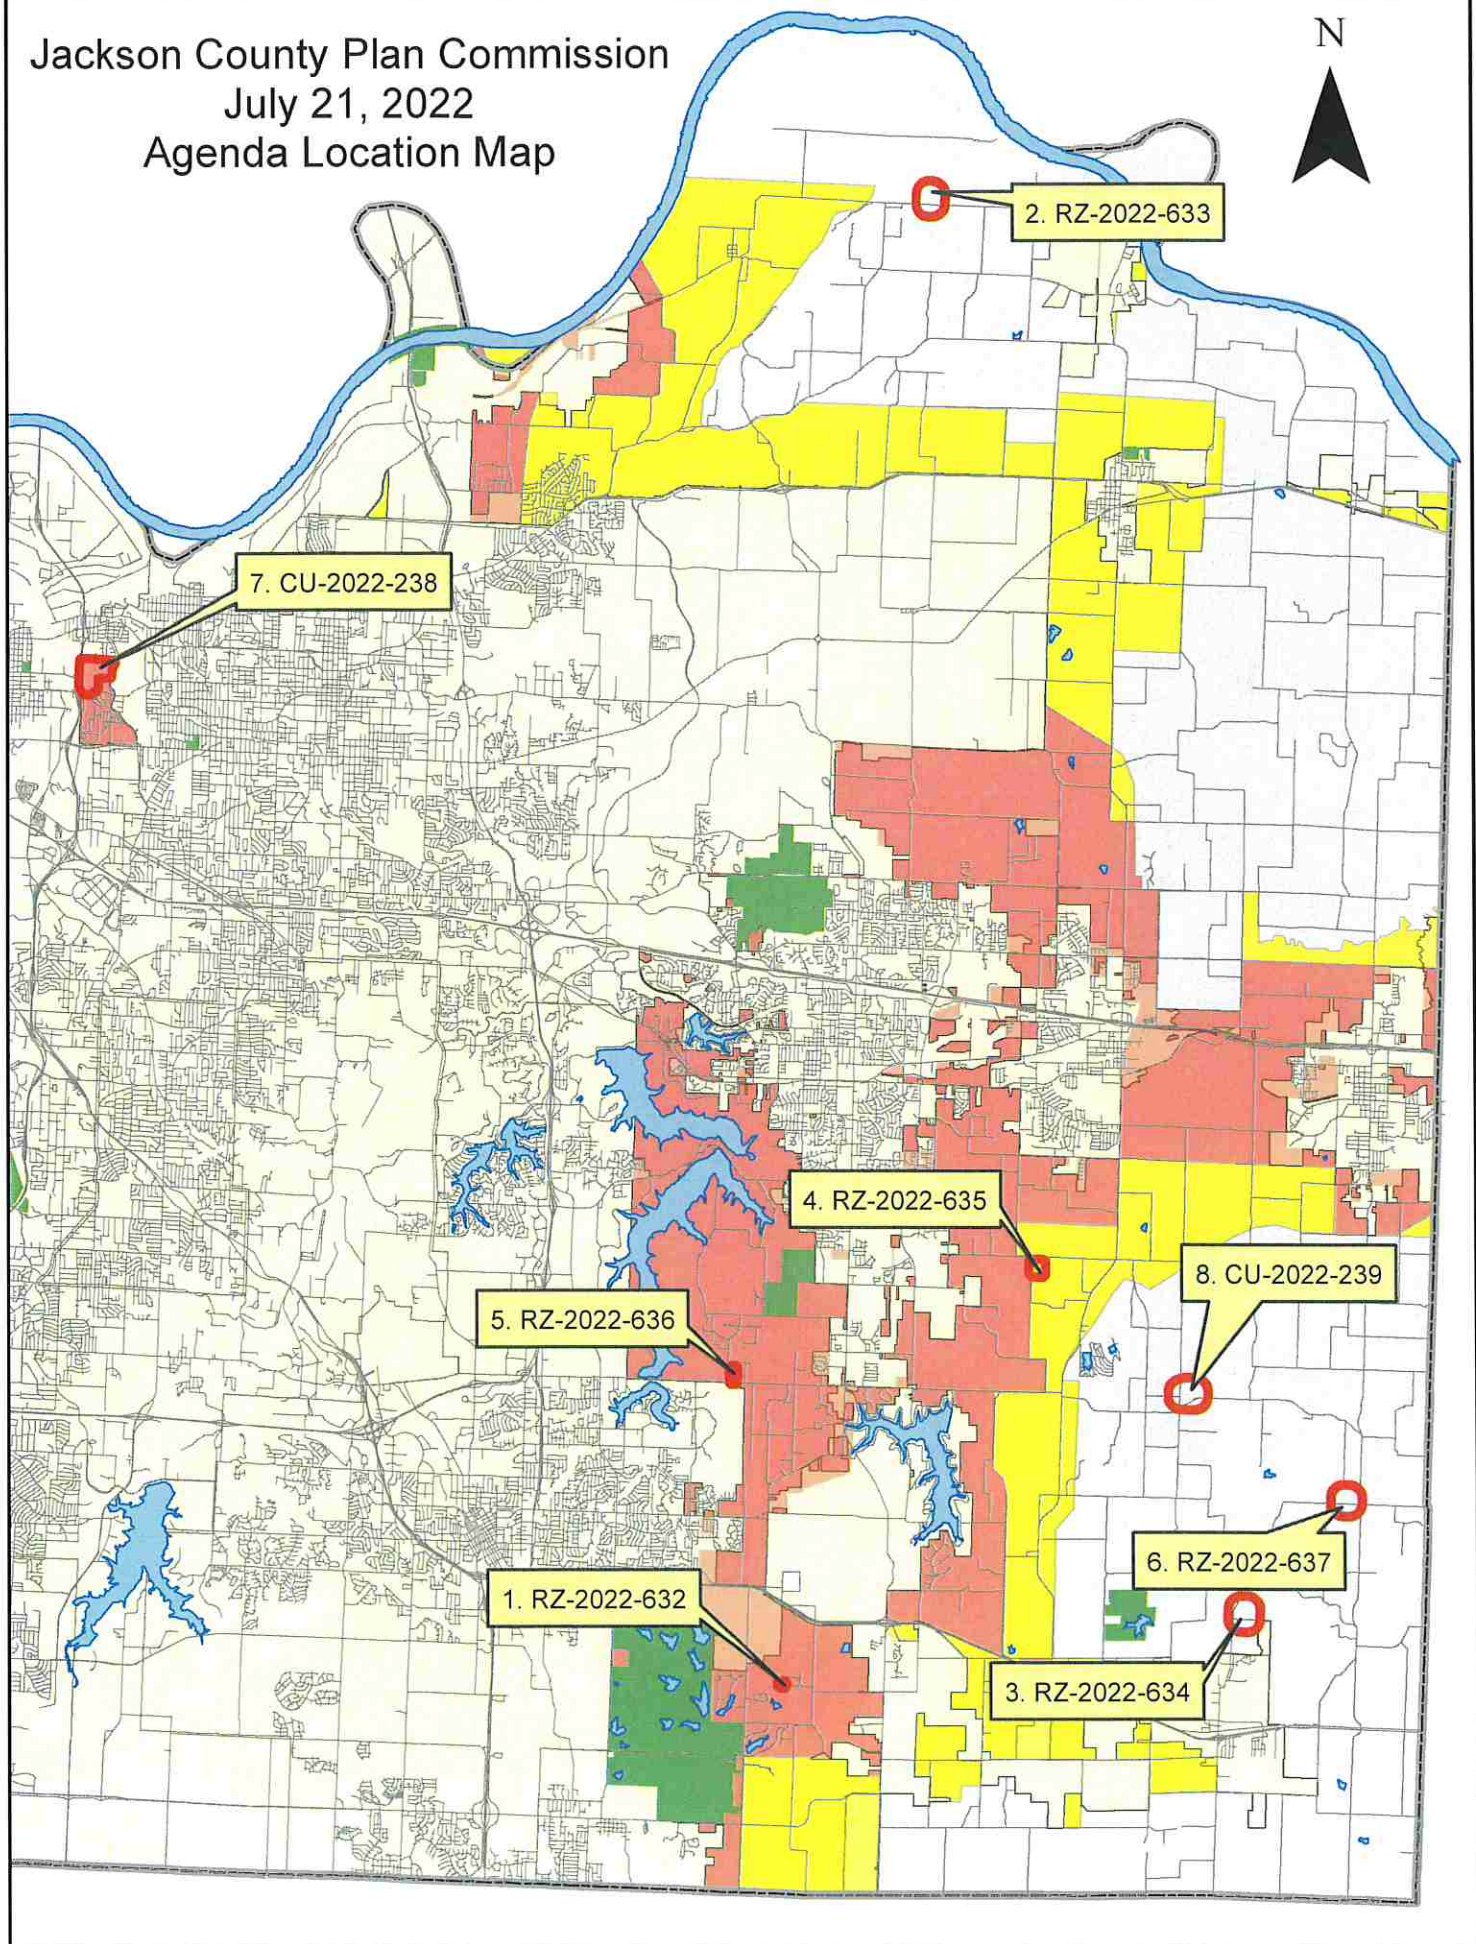 Jackson County Plan Commission
July 21, 2022
Agenda Location Map
N
2. RZ-2022-633
7. CU-2022-238
4. RZ-2022-635
8. CU-2022-239
5. RZ-2022-636
6. RZ-2022-637
1. RZ-2022-632
3. RZ-2022-634